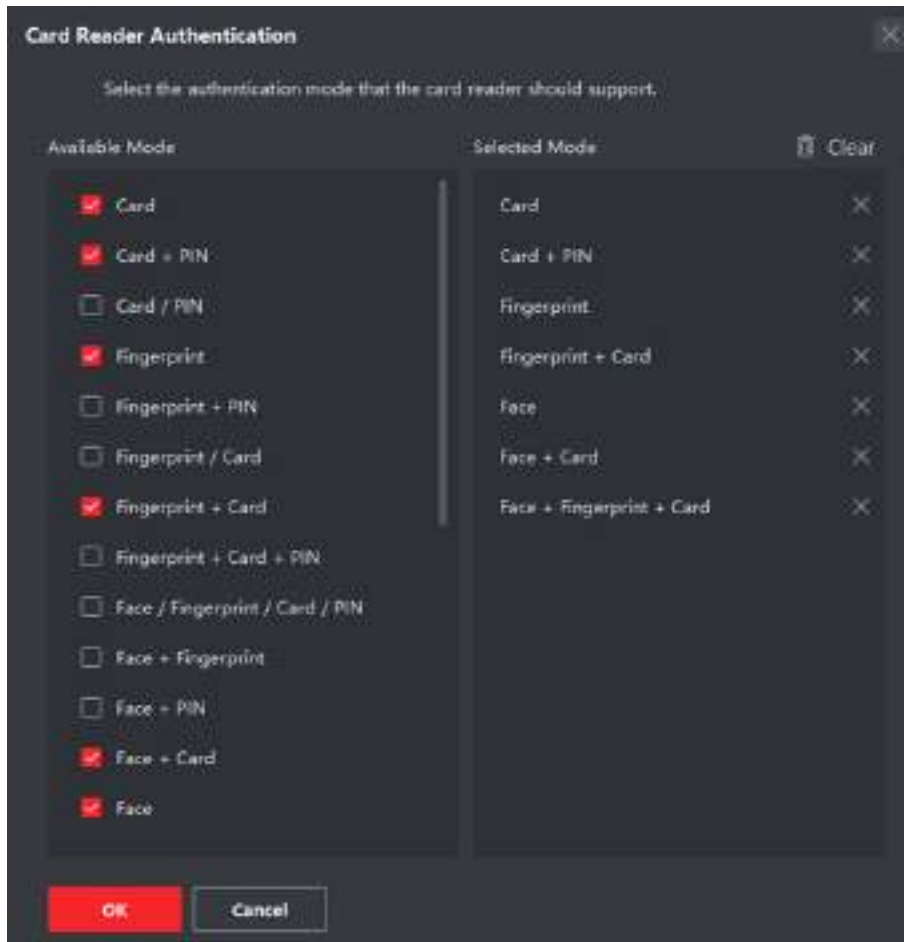 Card Reader Authentication
Select the authentication mode that the card reader should support.
Available Mode
Selected Mode
Clear
Card
Card + PIN
Card / PIN
Fingerprint
Fingerprint + PIN
Fingerprint / Card
Fingerprint + Card
Fingerprint + Card + PIN
Face / Fingerprint / Card / PIN
Face + Fingerprint
Face + PIN
Face + Card
Face
Card
Card + PIN
Fingerprint
Fingerprint + Card
Face
Face + Card
Face + Fingerprint + Card
OK
Cancel